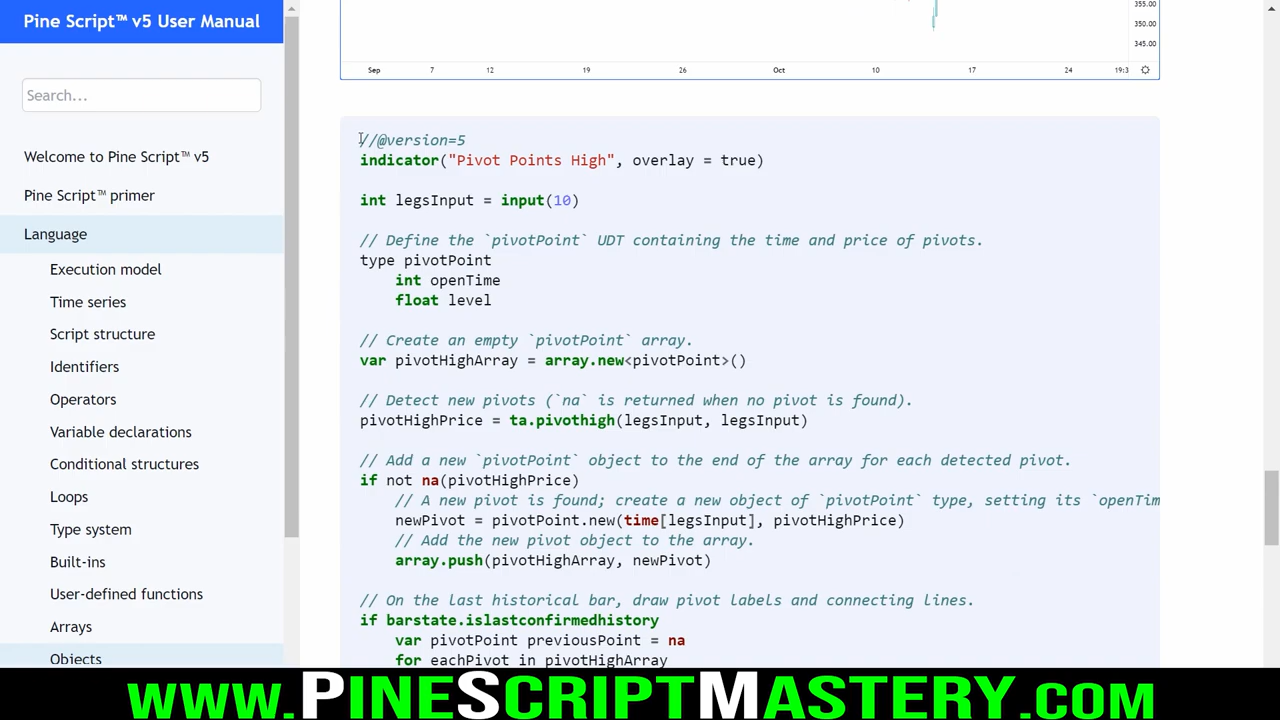 Pine Script™ v5 User Manual
Search...
Welcome to Pine Script™ v5
Pine Script™ primer
Language
Execution model
Time series
Script structure
Identifiers
Operators
Variable declarations
Conditional structures
Loops
Type system
Built-ins
User-defined functions
Arrays
Objects
355.00
350.00
345.00
Sep 7 12 19 26 Oct 10 17 24 19:3
//@version=5
indicator("Pivot Points High", overlay = true)
int legsInput = input(10)
// Define the `pivotPoint` UDT containing the time and price of pivots.
type pivotPoint
int openTime
float level
// Create an empty `pivotPoint` array.
var pivotHighArray = array.new<pivotPoint>()
// Detect new pivots (`na` is returned when no pivot is found).
pivotHighPrice = ta.pivothigh(legsInput, legsInput)
// Add a new `pivotPoint` object to the end of the array for each detected pivot.
if not na(pivotHighPrice)
// A new pivot is found; create a new object of `pivotPoint` type, setting its `openTim
newPivot = pivotPoint.new(time[legsInput], pivotHighPrice)
// Add the new pivot object to the array.
array.push(pivotHighArray, newPivot)
// On the last historical bar, draw pivot labels and connecting lines.
if barstate.islastconfirmedhistory
var pivotPoint previousPoint = na
for eachPivot in pivotHighArray
www.PineScriptMastery.com